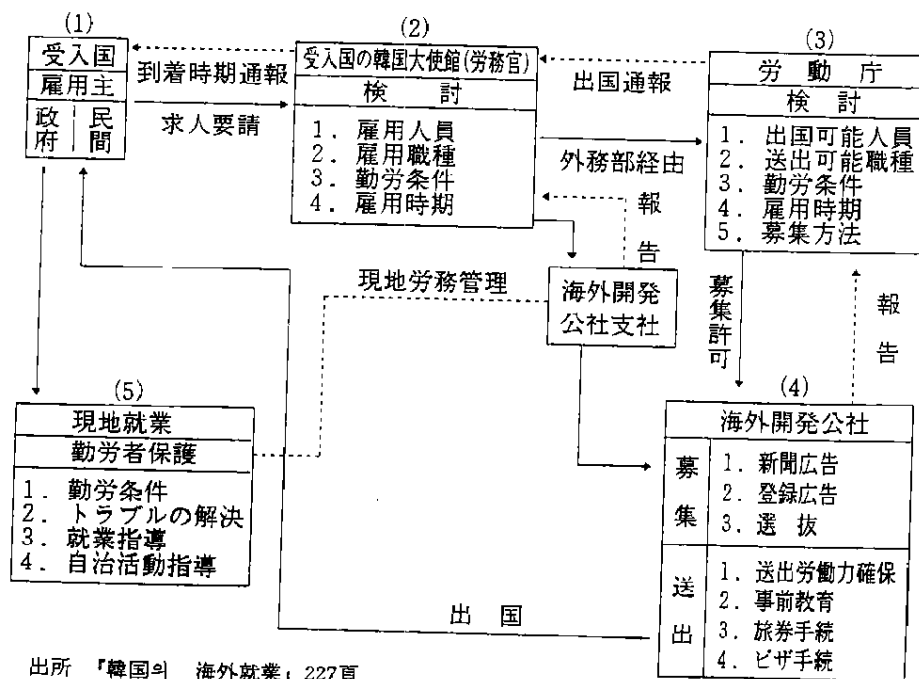 (1)
受入国
雇用主
政府
民間
到着時期通報
求人要請
(2)
受入国の韓国大使館(労務官)
検 討
1. 雇用人員
2. 雇用職種
3. 勤労条件
4. 雇用時期
出国通報
外務部経由
(3)
労 働 庁
検 討
1. 出国可能人員
2. 送出可能職種
3. 勤労条件
4. 雇用時期
5. 募集方法
報告
現地労務管理
海外開発
公社支社
募集許可
報告
(4)
海外開発公社
募集
1. 新聞広告
2. 登録広告
3. 選 抜
送出
1. 送出労働力確保
2. 事前教育
3. 旅券手続
4. ビザ手続
(5)
現地就業
勤労者保護
1. 勤労条件
2. トラブルの解決
3. 就業指導
4. 自治活動指導
出 国
出所 「韓国의 海外就業」227頁